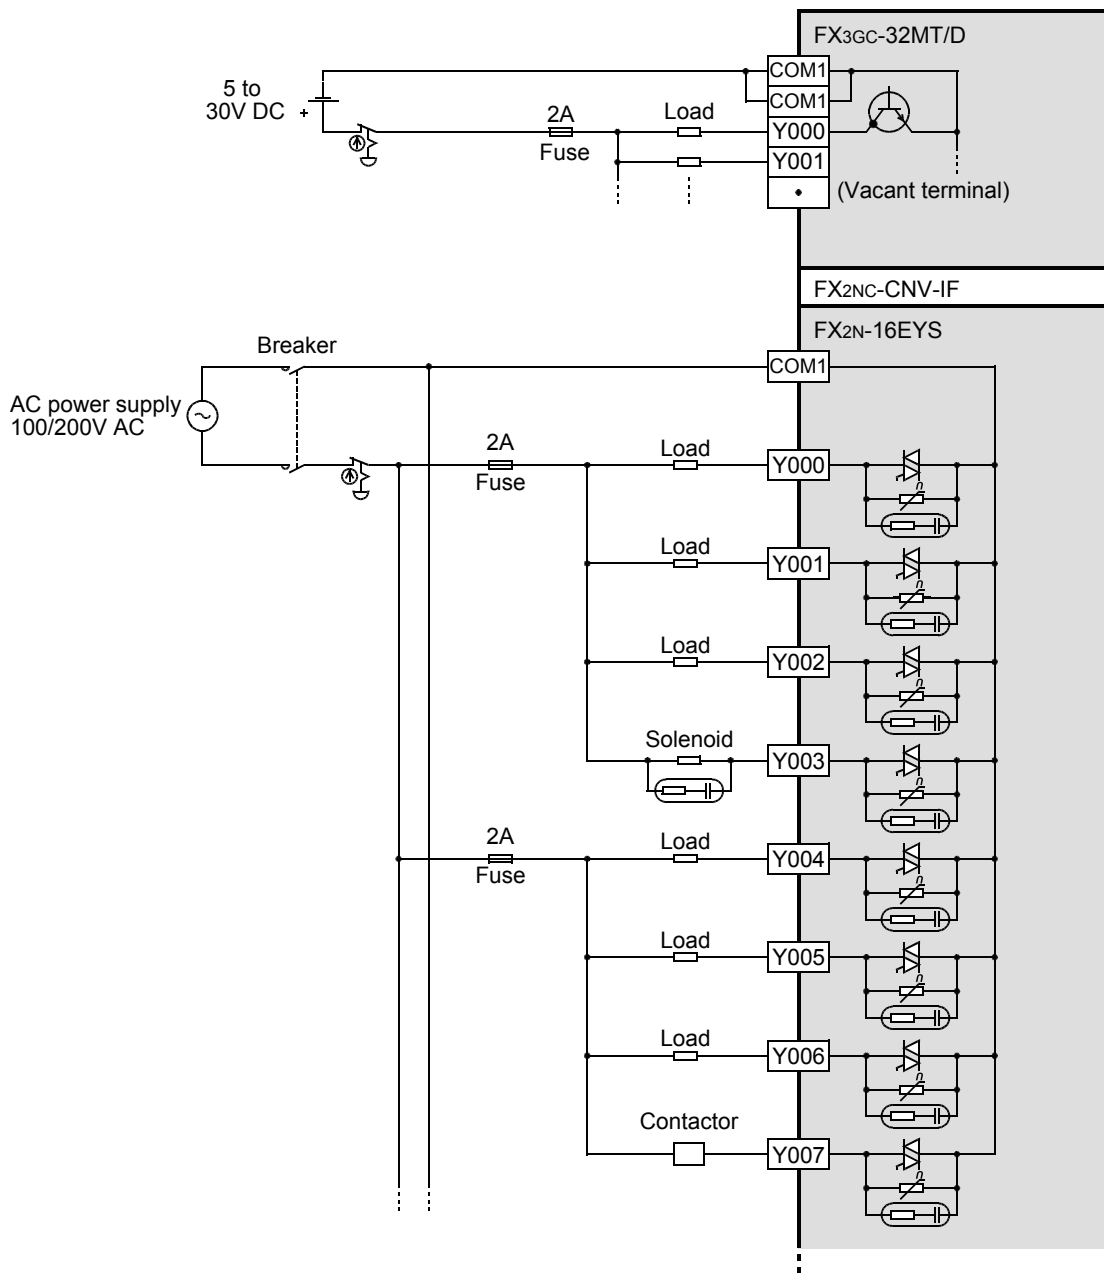 FX3GC-32MT/D
COM1
5 to
30V DC
+
COM1
2A
Fuse
Load
Y000
Y001
(Vacant terminal)
FX2NC-CNV-IF
FX2N-16EYS
Breaker
COM1
AC power supply
100/200V AC
2A
Fuse
Load
Y000
n
Load
Y001
n
Load
Y002
n
Solenoid
Y003
n
2A
Fuse
Load
Y004
n
Load
Y005
n
Load
Y006
n
Contactor
Y007
n